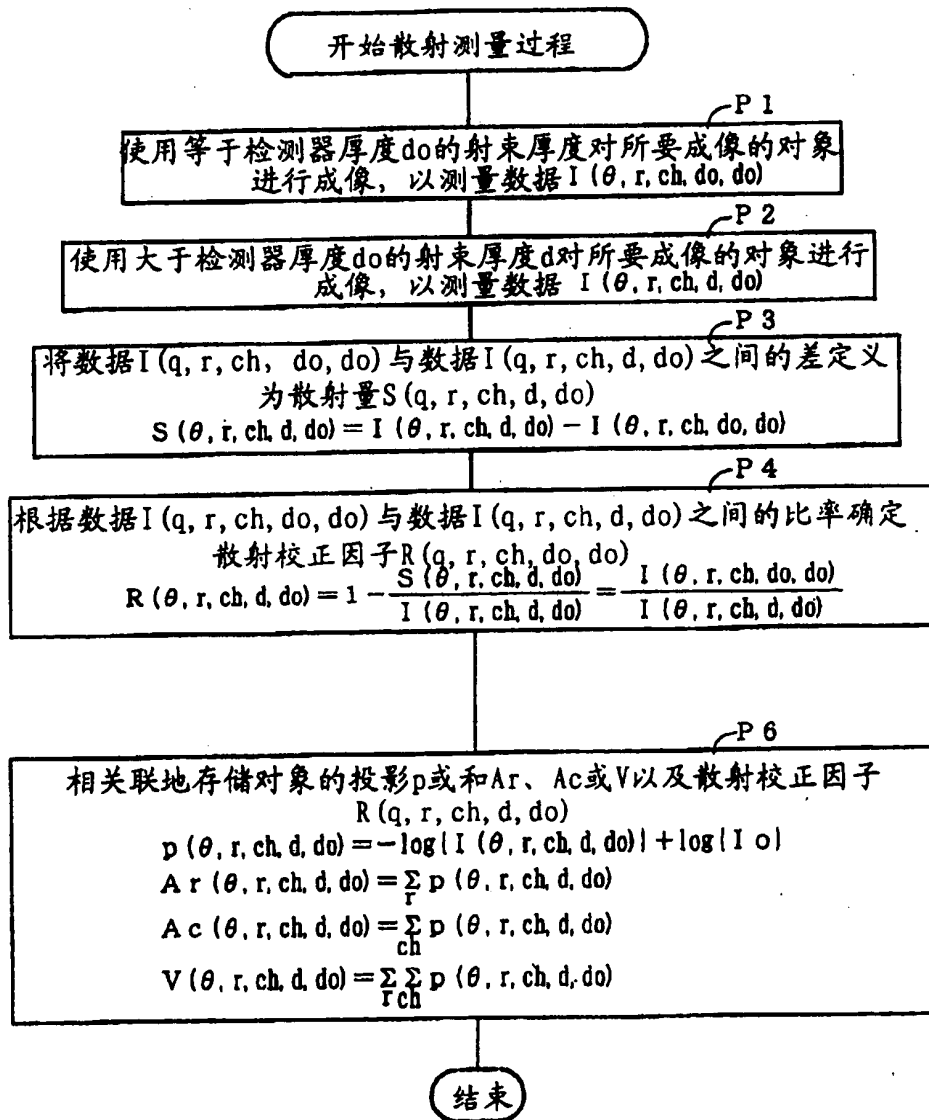 开始散射测量过程
P 1
使用等于检测器厚度do的射束厚度对所要成像的对象
进行成像, 以测量数据 I (θ, r, ch, do, do)
P 2
使用大于检测器厚度do的射束厚度d对所要成像的对象进行
成像, 以测量数据 I (θ, r, ch, d, do)
P 3
将数据I(q, r, ch, do, do)与数据I(q, r, ch, d, do)之间的差定义
为散射量S(q, r, ch, d, do)
S (θ, r, ch, d, do) = I (θ, r, ch, d, do) − I (θ, r, ch, do, do)
P 4
根据数据I(q, r, ch, do, do)与数据I(q, r, ch, d, do)之间的比率确定
散射校正因子R(q, r, ch, do, do)
R (θ, r, ch, d, do) = 1 - S (θ, r, ch, d, do) / I (θ, r, ch, d, do) = I (θ, r, ch, do, do) / I (θ, r, ch, d, do)
P 6
相关联地存储对象的投影p或和Ar、Ac或V以及散射校正因子
R(q, r, ch, d, do)
p (θ, r, ch, d, do) = −log{I (θ, r, ch, d, do)} + log{I o}
A r (θ, r, ch, d, do) = Σ r p (θ, r, ch, d, do)
A c (θ, r, ch, d, do) = Σ ch p (θ, r, ch, d, do)
V (θ, r, ch, d, do) = Σ r Σ ch p (θ, r, ch, d, do)
结束